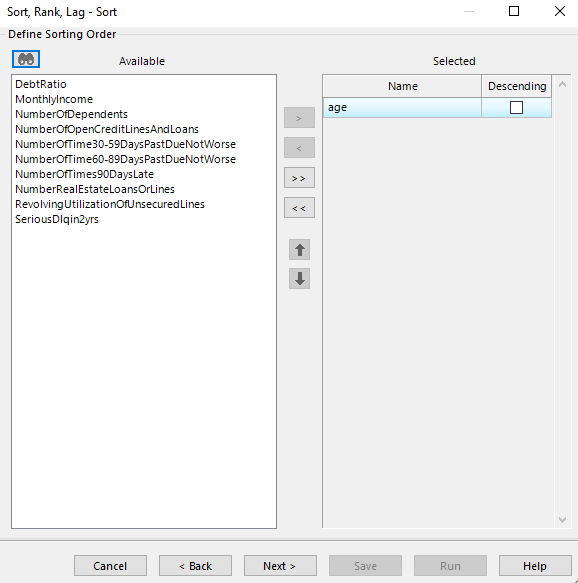 Sort, Rank, Lag - Sort
Define Sorting Order
Available
Selected
DebtRatio
MonthlyIncome
NumberOfDependents
NumberOfOpenCreditLinesAndLoans
NumberOfTime30-59DaysPastDueNotWorse
NumberOfTime60-89DaysPastDueNotWorse
NumberOfTimes90DaysLate
NumberRealEstateLoansOrLines
RevolvingUtilizationOfUnsecuredLines
SeriousDlqin2yrs
>
<
>>
<<
Name Descending
age
Cancel < Back Next > Save Run Help